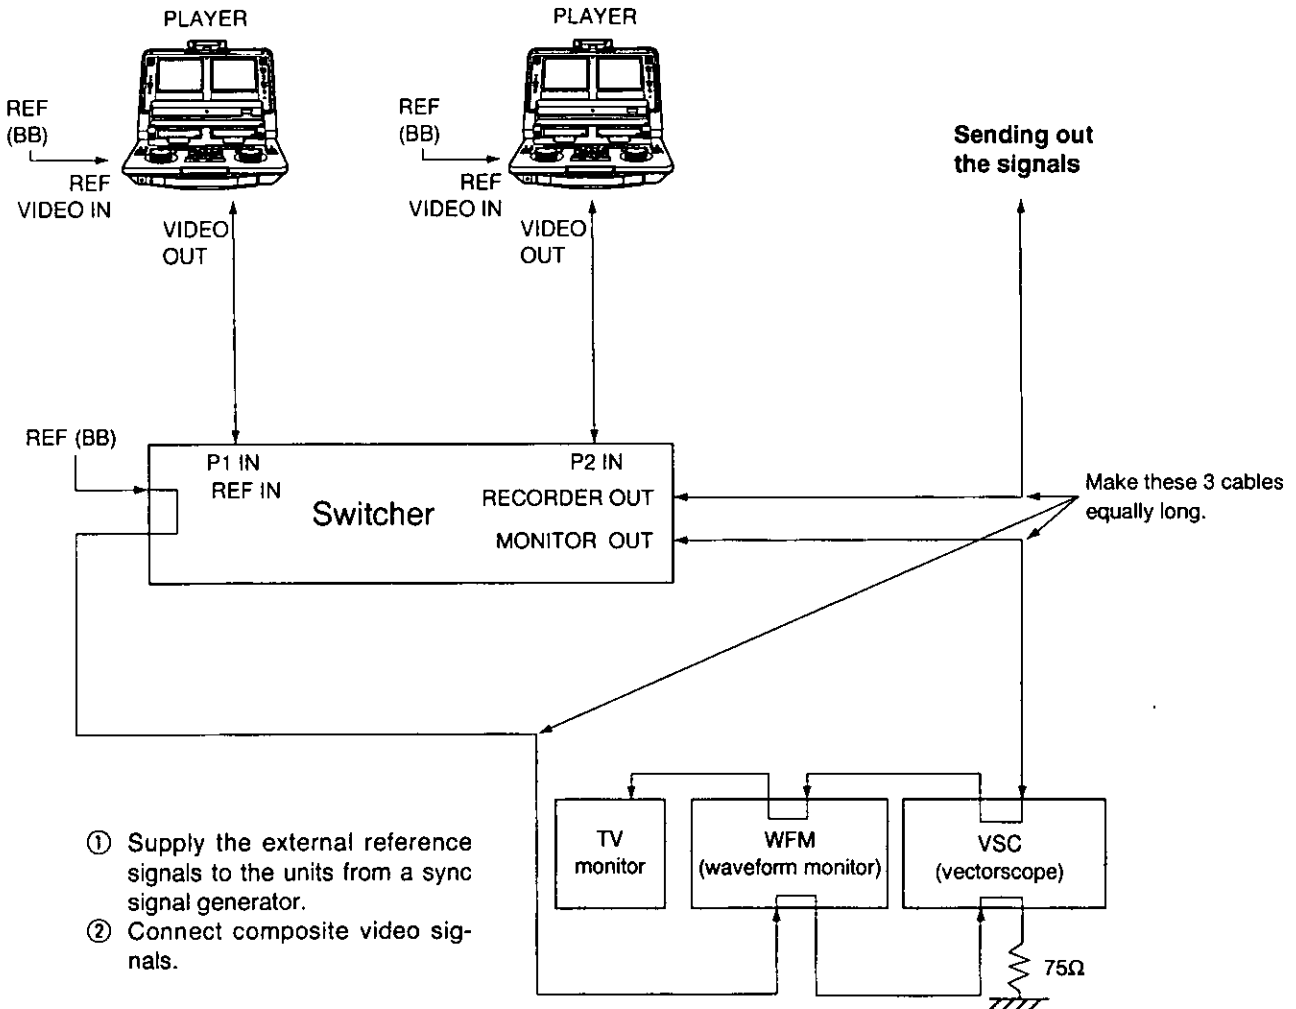 PLAYER
PLAYER
REF
(BB)
REF
VIDEO IN
VIDEO
OUT
REF
(BB)
REF
VIDEO IN
VIDEO
OUT
Sending out
the signals
REF (BB)
P1 IN
REF IN
Switcher
P2 IN
RECORDER OUT
MONITOR OUT
Make these 3 cables
equally long.
TV
monitor
WFM
(waveform monitor)
VSC
(vectorscope)
75Ω
① Supply the external reference
signals to the units from a sync
signal generator.
② Connect composite video sig-
nals.